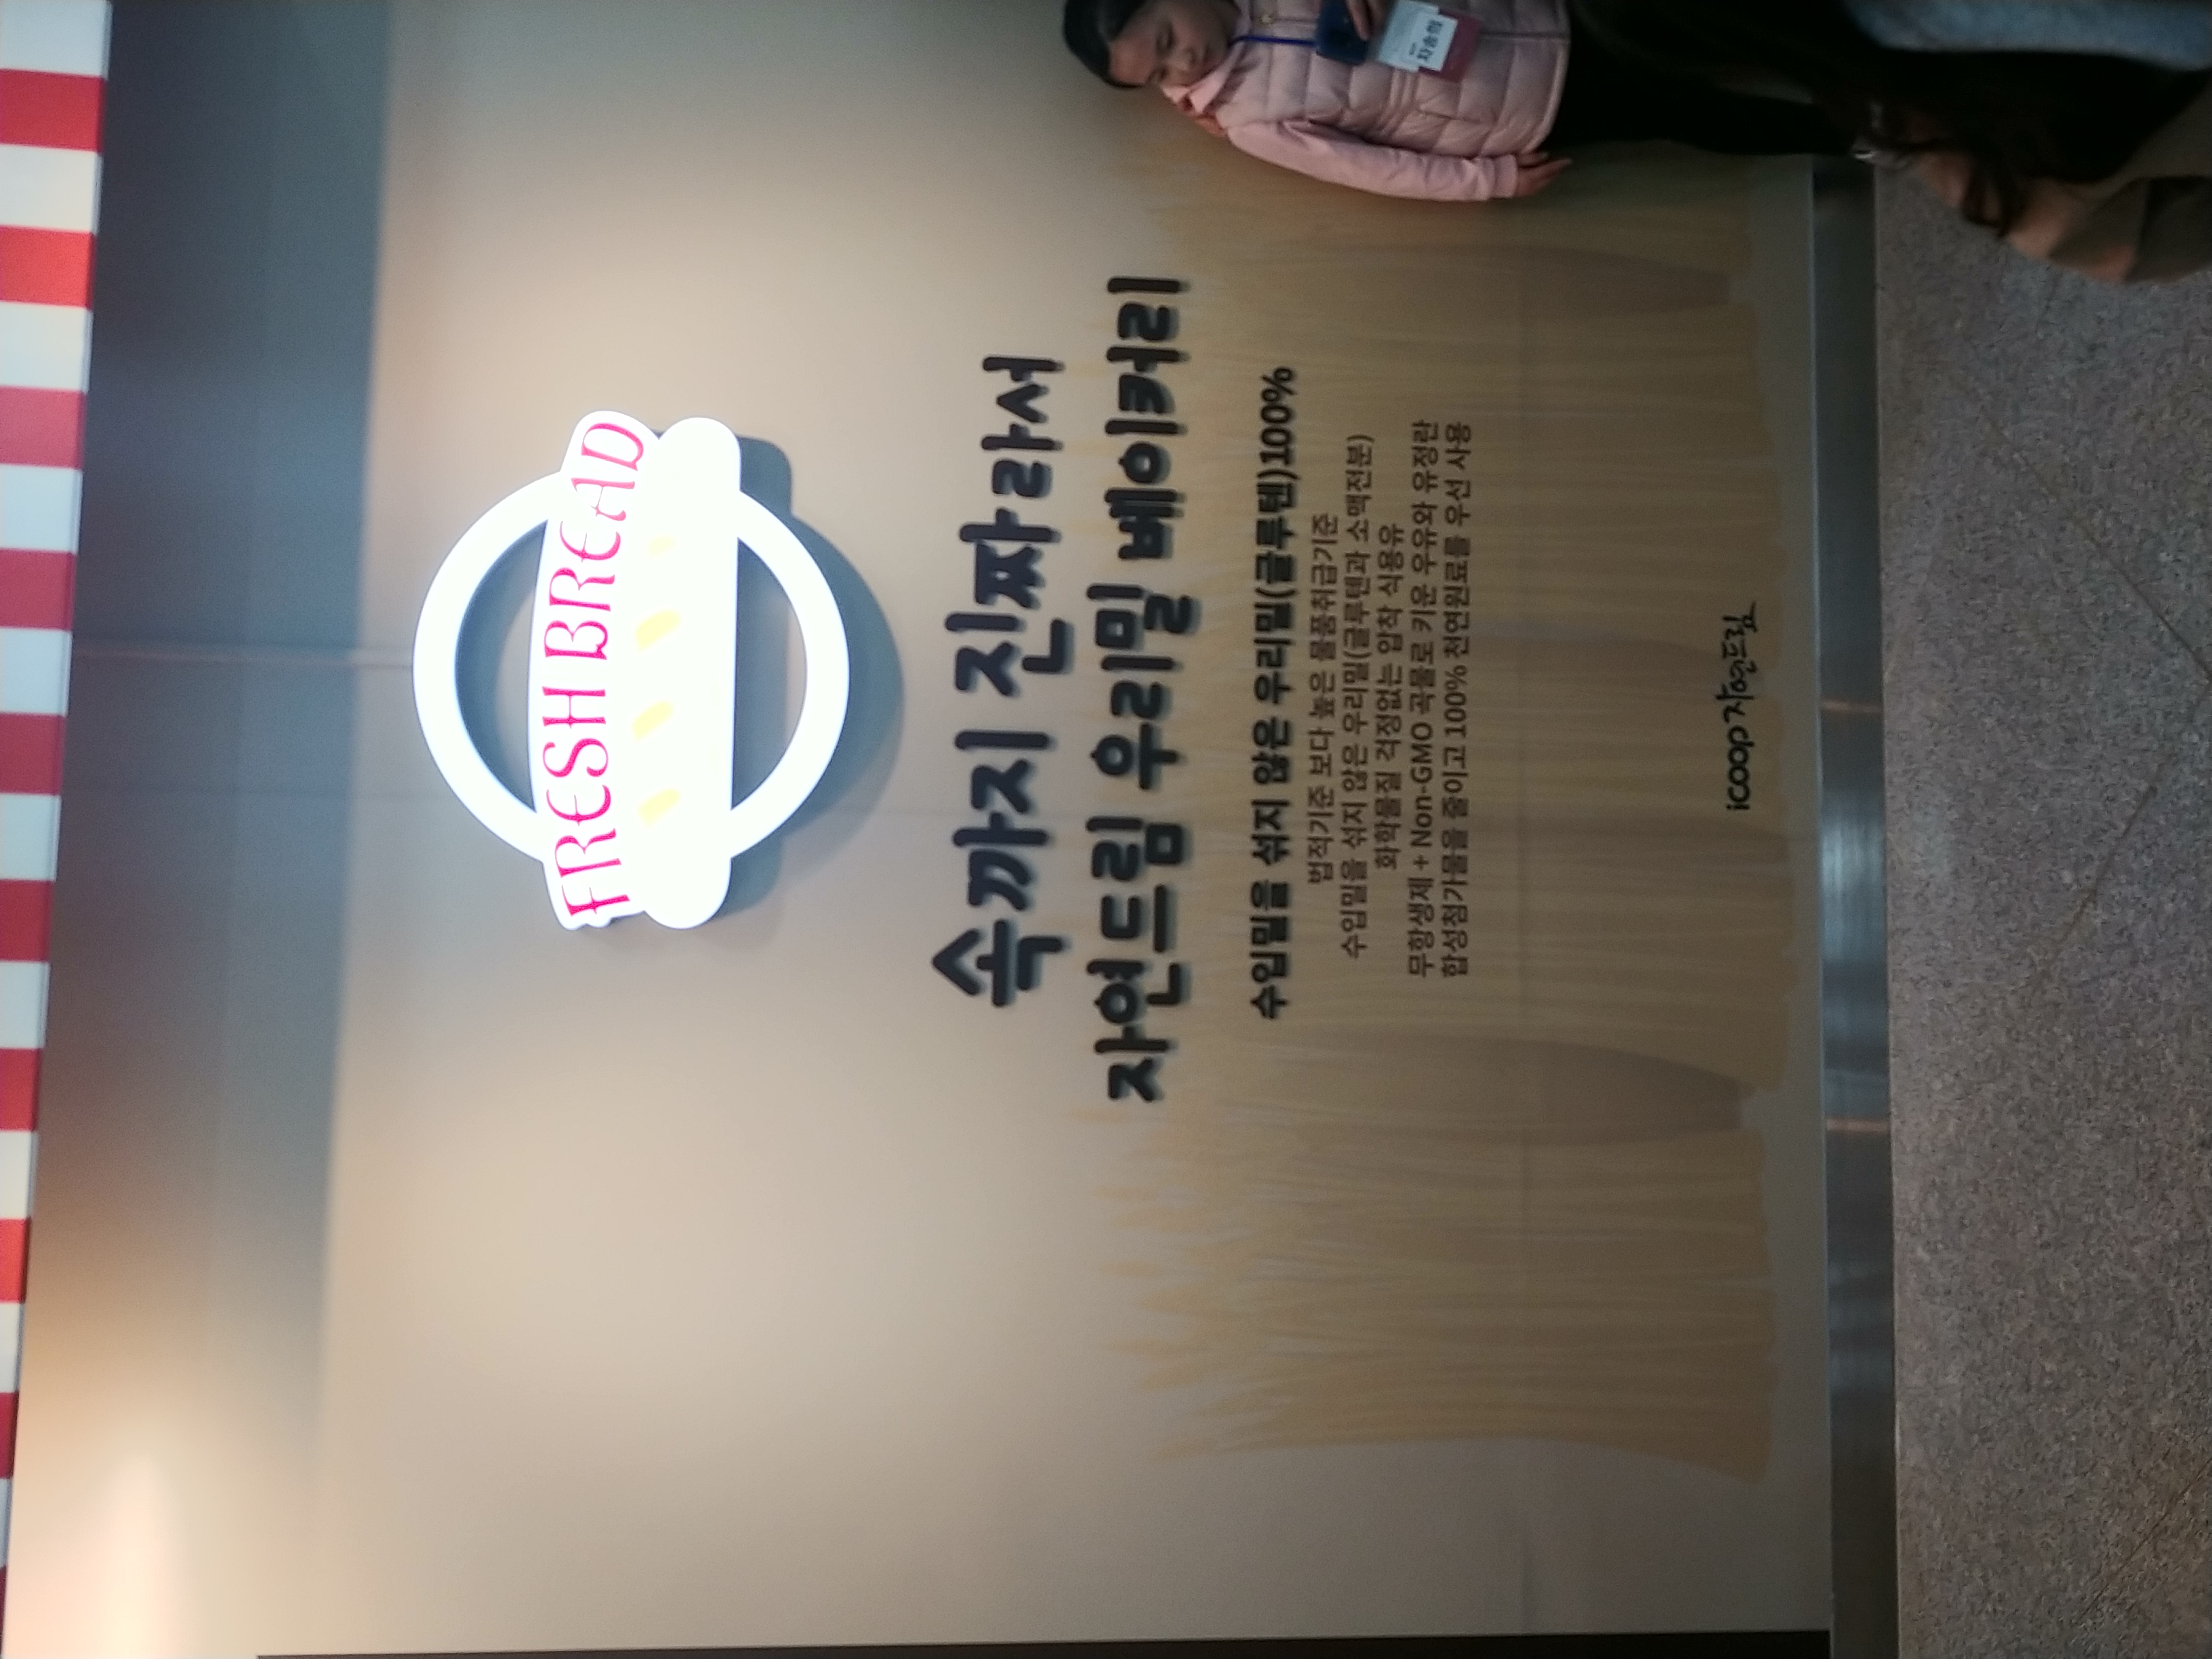 FRESH BREAD
속까지 진짜라서
자연드림 우리밀 베이커리
수입밀을 섞지 않은 우리밀(글루텐)100%
법적기준 보다 높은 물품취급기준
수입밀을 섞지 않은 우리밀(글루텐과 소맥전분)
화학물질 걱정없는 압착 식용유
무항생제 + Non-GMO 곡물로 키운 우유와 유정란
합성첨가물을 줄이고 100% 천연원료를 우선 사용
icoop 자연드림